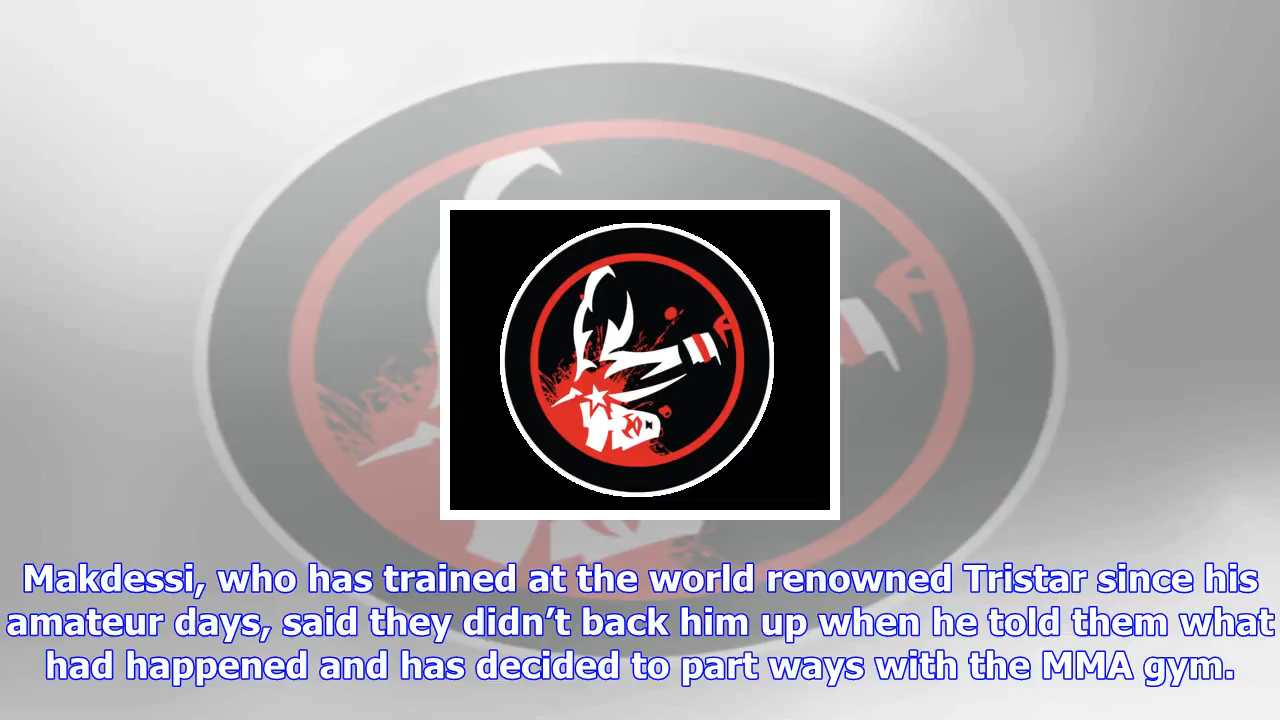 Makdessi, who has trained at the world renowned Tristar since his
amateur days, said they didn’t back him up when he told them what
had happened and has decided to part ways with the MMA gym.